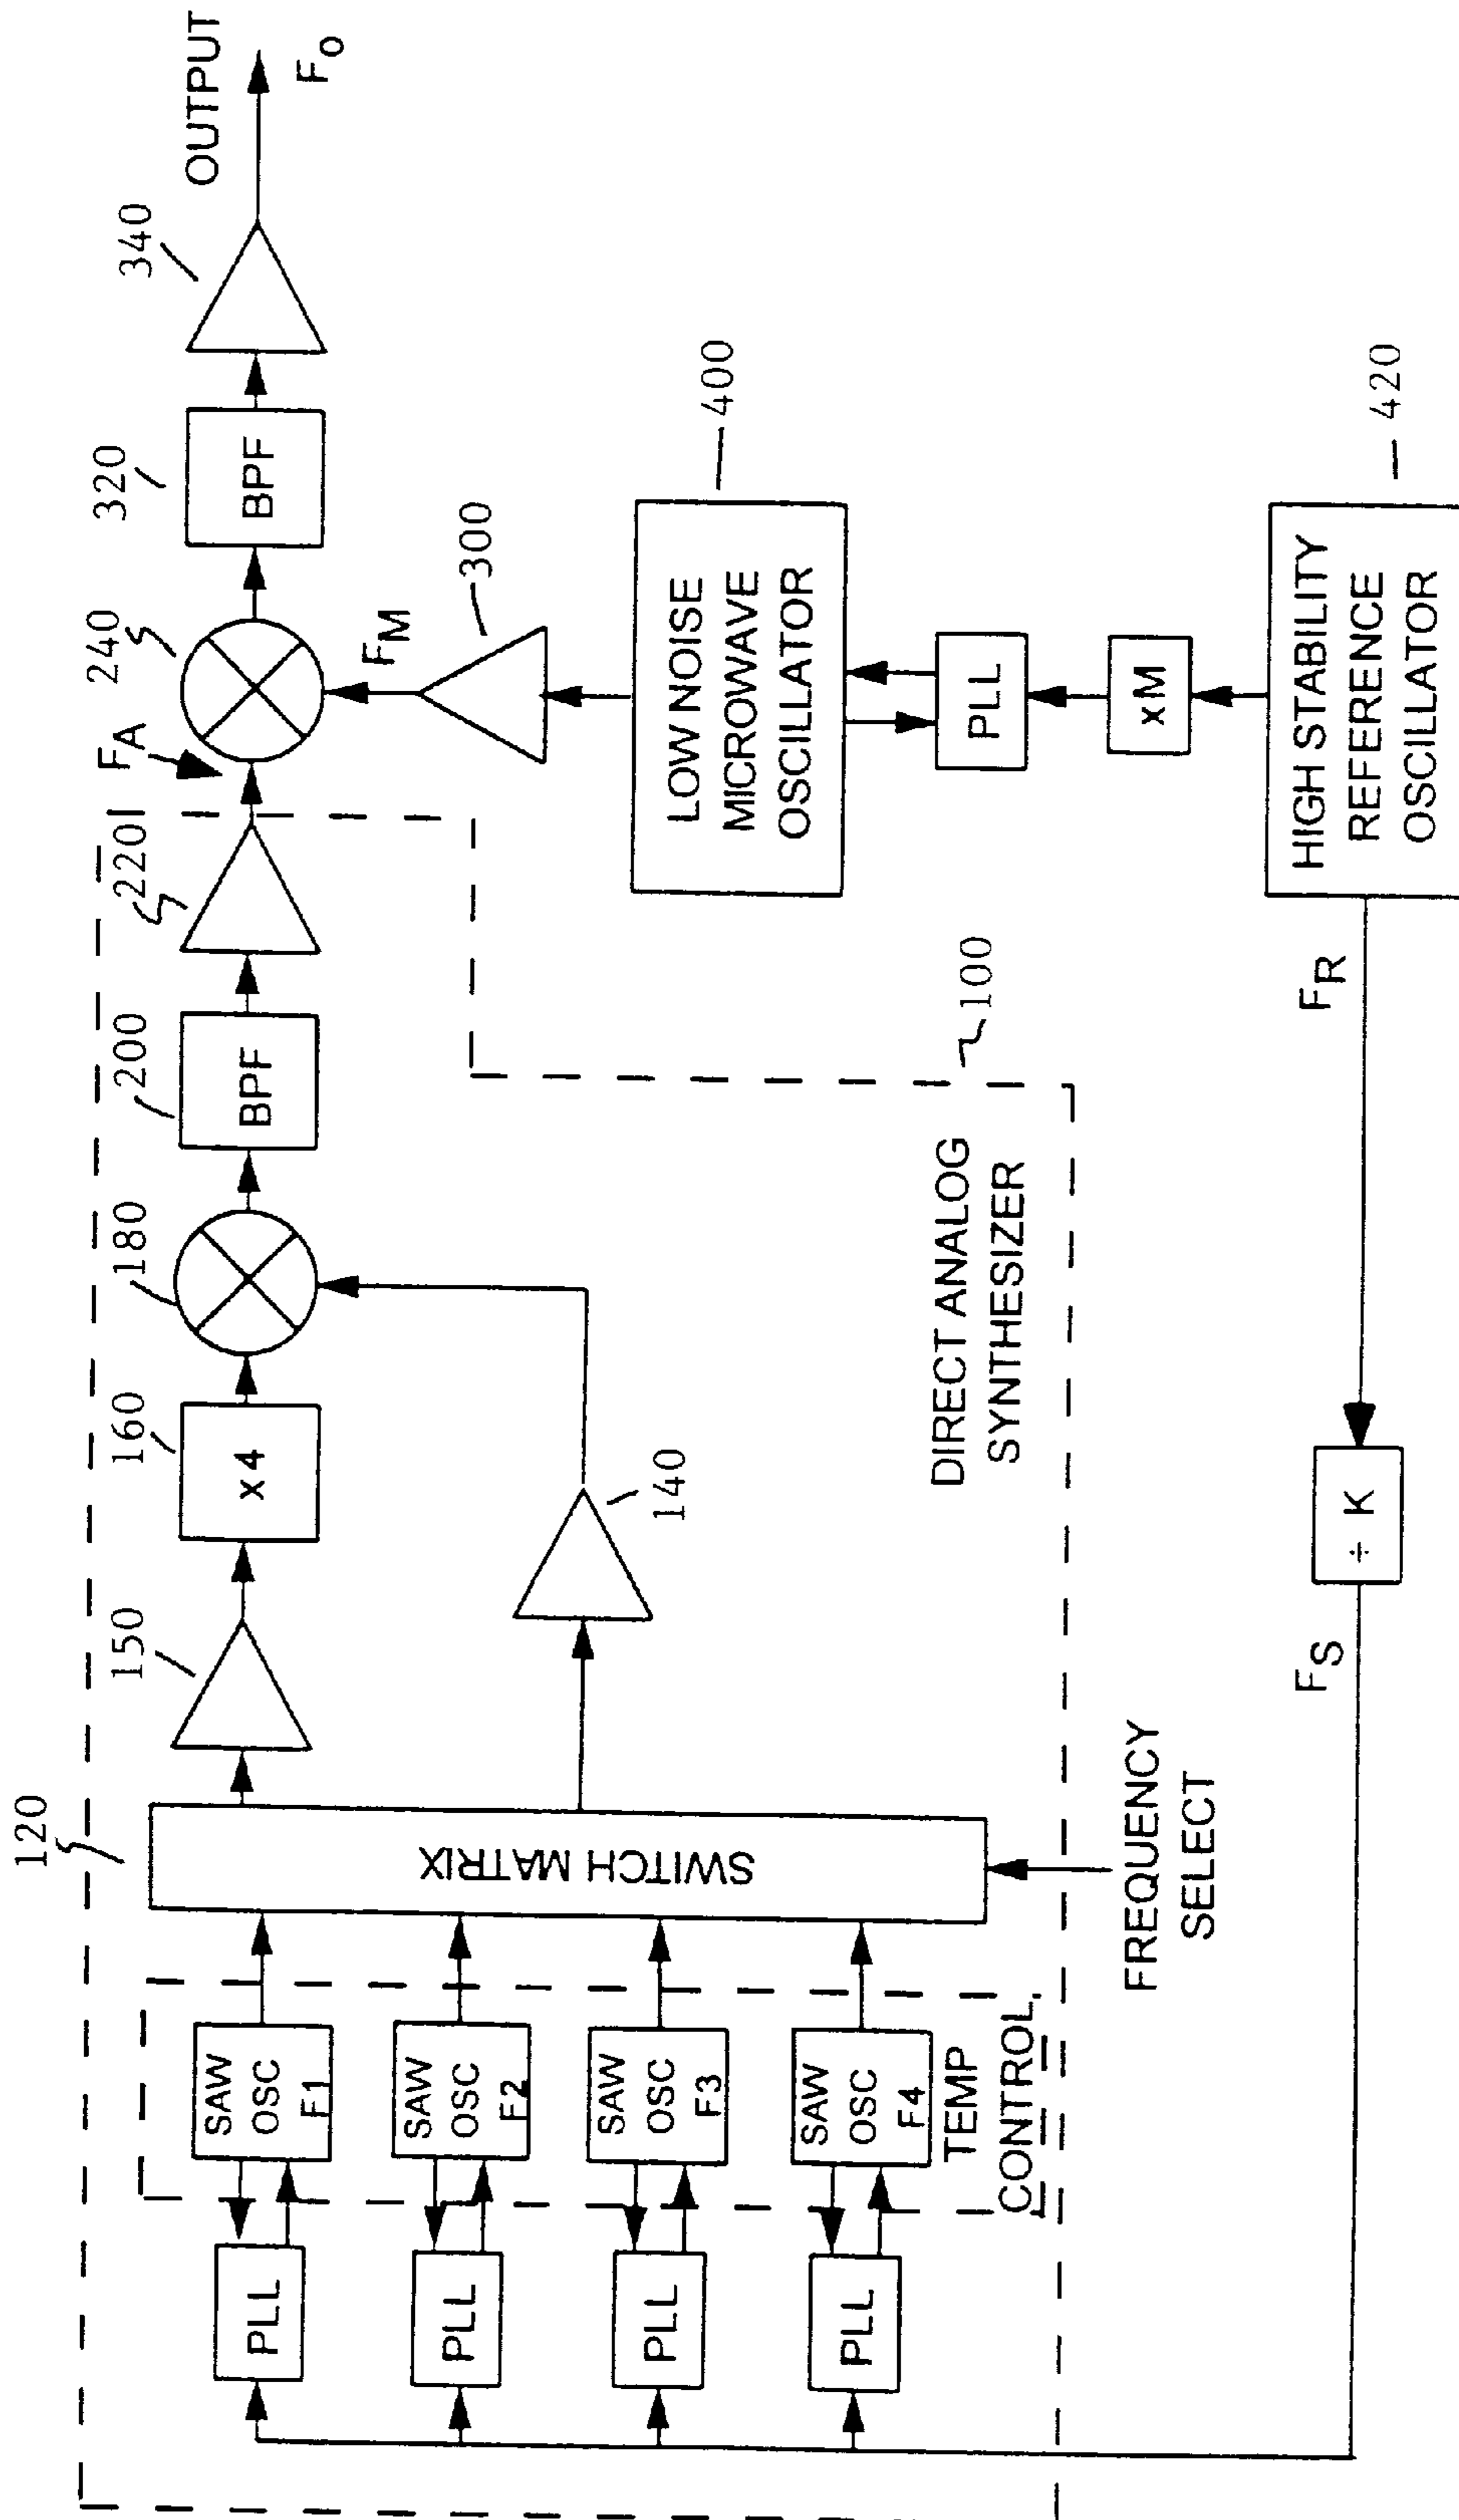 PLL
PLL
PLL
PLL
SAW
OSC
F1
SAW
OSC
F2
SAW
OSC
F3
SAW
OSC
F4
TEMP
CONTROL
120
SWITCH MATRIX
FREQUENCY
SELECT
150
140
160
x4
180
200
BPF
220
DIRECT ANALOG
SYNTHESIZER
100
FA
240
FM
300
320
BPF
340
OUTPUT
Fo
LOW NOISE
MICROWAVE
OSCILLATOR
400
PLL
xM
HIGH STABILITY
REFERENCE
OSCILLATOR
420
FR
÷ K
FS